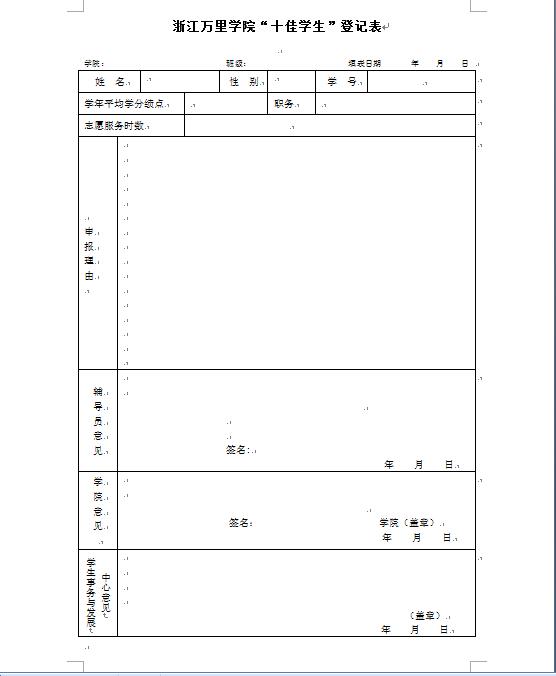 浙江万里学院“十佳学生”登记表
学院： 班级： 填表日期 年 月 日
姓 名 性 别 学 号
学年平均学分绩点 职务
志愿服务时数
申
报
理
由
辅
导
员
意
见
签名：
年 月 日
学
院
意
见
签名： 学院（盖章）
年 月 日
学生事务与发展
中心意见
（盖章）
年 月 日